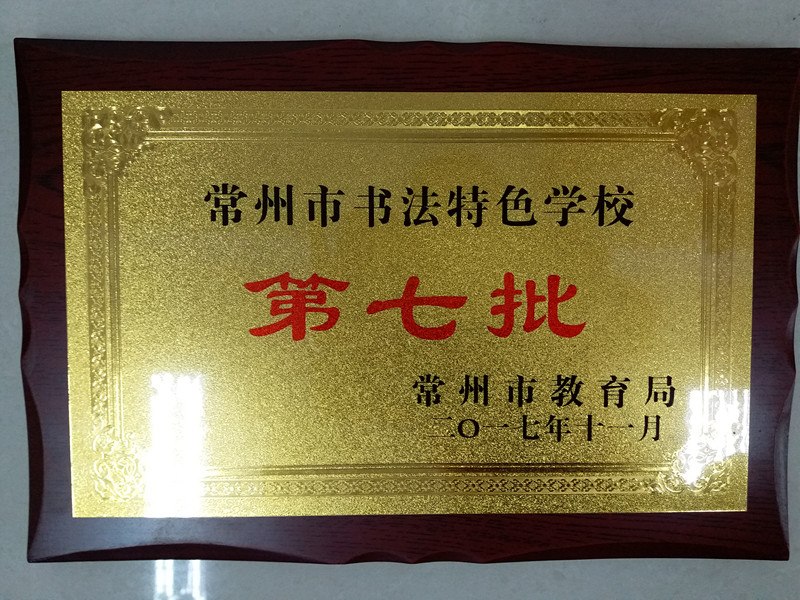 常州市书法特色学校
第七批
常州市教育局
二〇一七年十一月